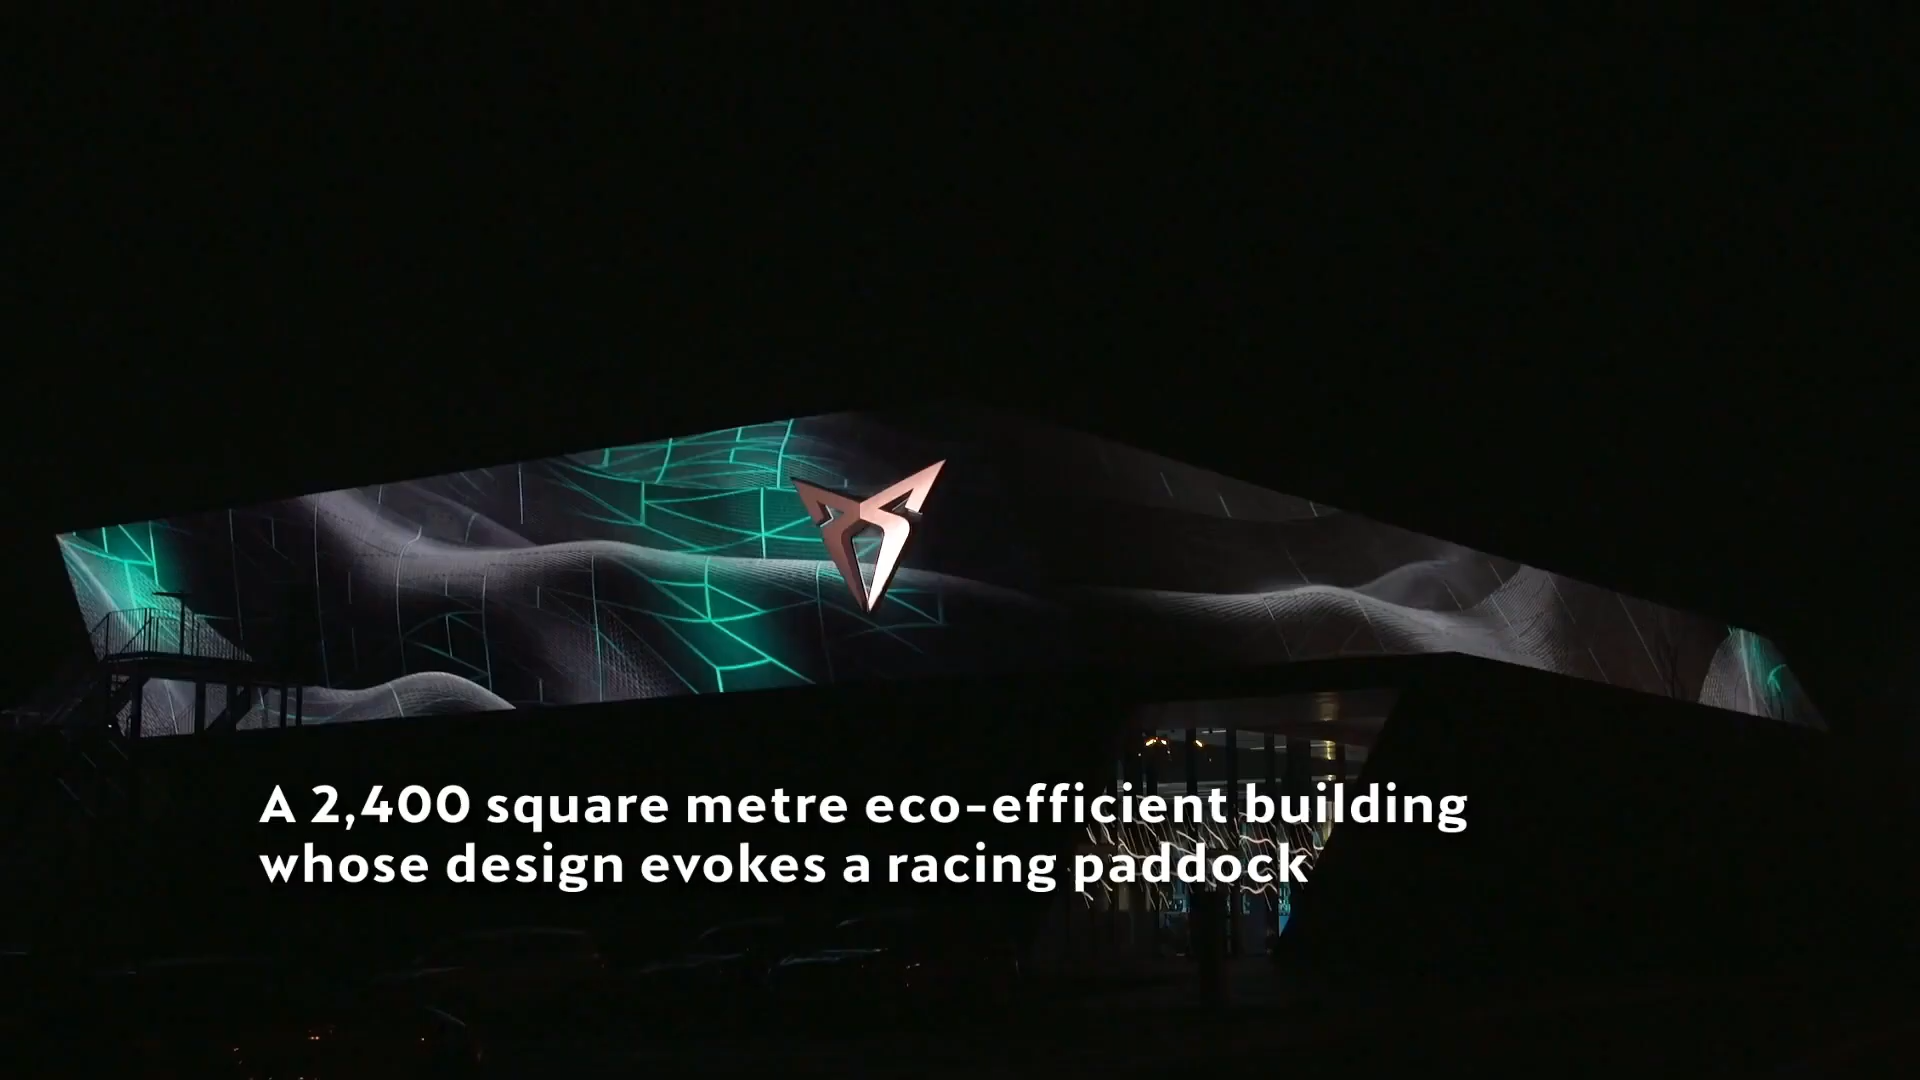 A 2,400 square metre eco-efficient building
whose design evokes a racing paddock